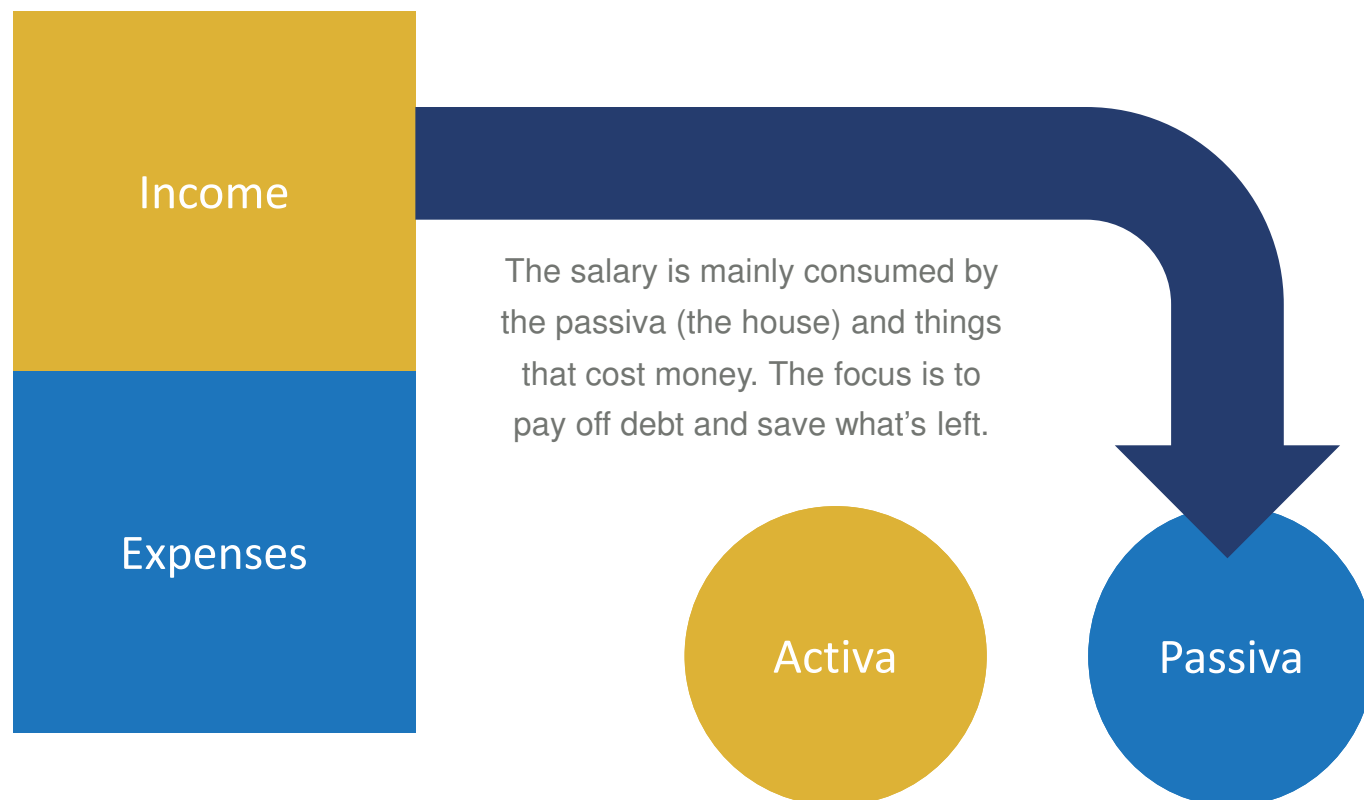 Income
The salary is mainly consumed by
the passiva (the house) and things
that cost money. The focus is to
pay off debt and save what’s left.
Expenses
Activa
Passiva